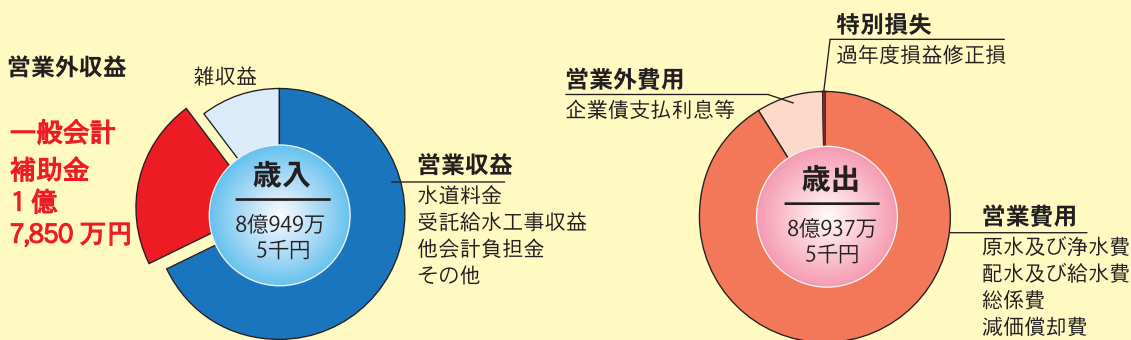 営業外収益
雑収益
一般会計
補助金
1億
7,850万円
歳入
8億949万
5千円
営業収益
水道料金
受託給水工事収益
他会計負担金
その他
特別損失
過年度損益修正損
営業外費用
企業債支払利息等
歳出
8億937万
5千円
営業費用
原水及び浄水費
配水及び給水費
総係費
減価償却費